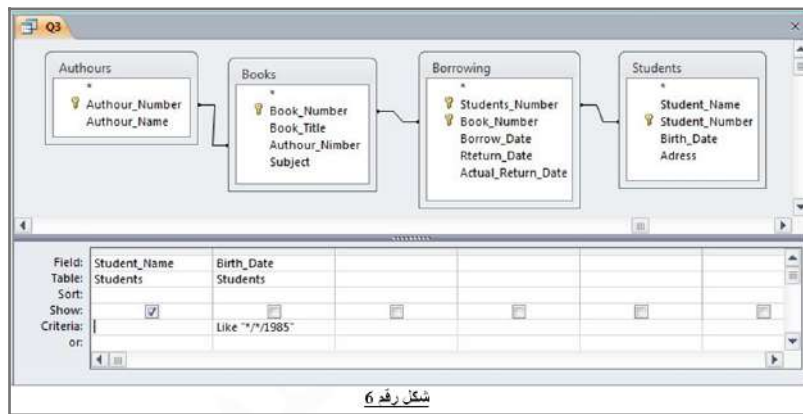 Q3
Authours
*
Authour_Number
Authour_Name
Books
*
Book_Number
Book_Title
Authour_Nimber
Subject
Borrowing
*
Students_Number
Book_Number
Borrow_Date
Rteturn_Date
Actual_Return_Date
Students
*
Student_Name
Student_Number
Birth_Date
Adress
Field: Student_Name Birth_Date
Table: Students Students
Sort:
Show:
Criteria: Like "*/*/1985"
or:
شكل رقم 6